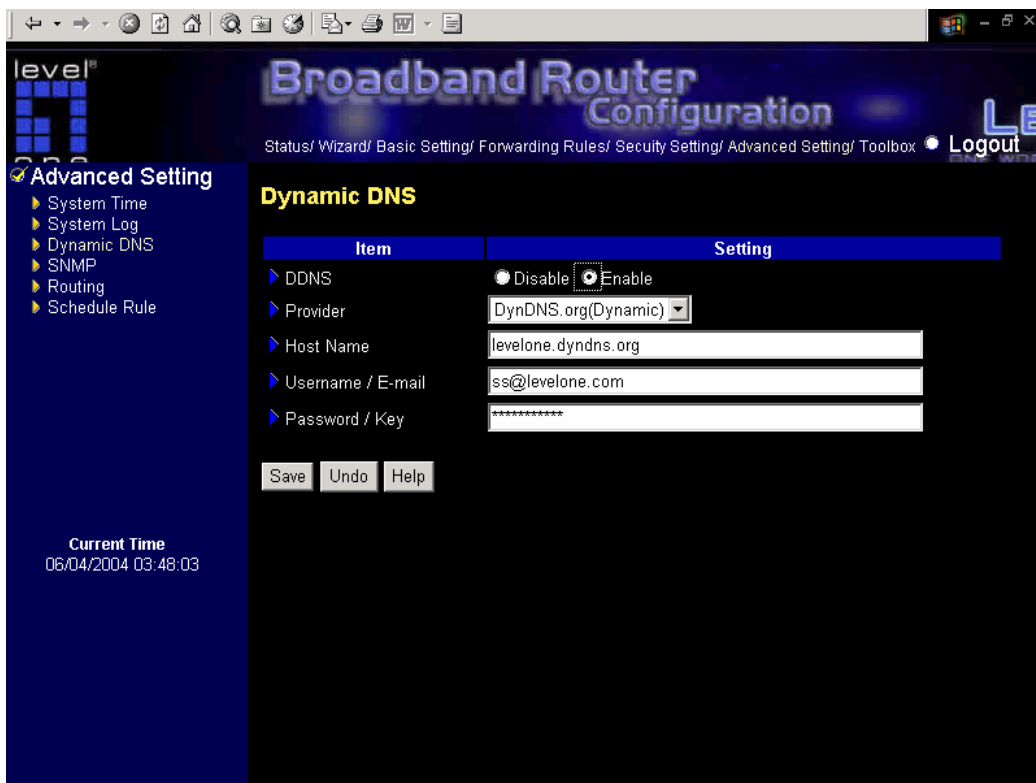 level®
one
Broadband Router
Configuration
LE
Status/ Wizard/ Basic Setting/ Forwarding Rules/ Secuity Setting/ Advanced Setting/ Toolbox Logout
Advanced Setting
System Time
System Log
Dynamic DNS
SNMP
Routing
Schedule Rule
Current Time
06/04/2004 03:48:03
Dynamic DNS
Item Setting
DDNS Disable Enable
Provider DynDNS.org(Dynamic)
Host Name levelone.dyndns.org
Username / E-mail ss@levelone.com
Password / Key ***********
Save Undo Help